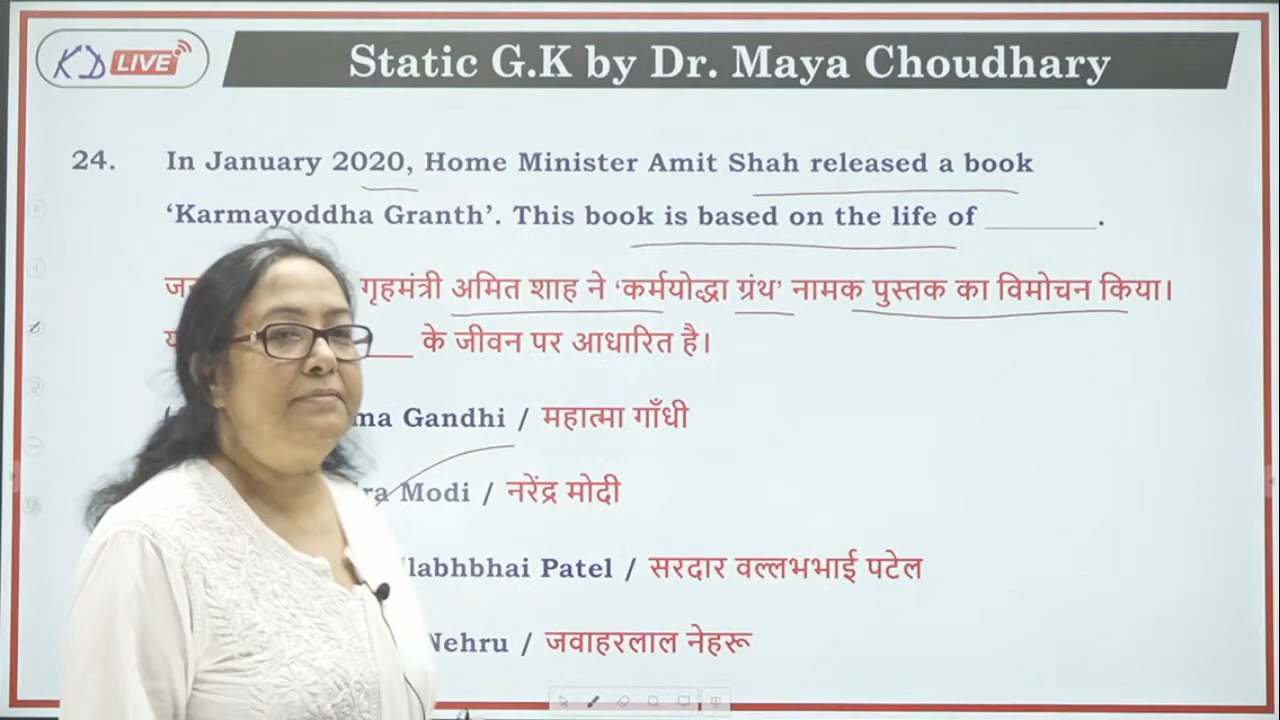 KD LIVE
Static G.K by Dr. Maya Choudhary
24. In January 2020, Home Minister Amit Shah released a book
‘Karmayoddha Granth’. This book is based on the life of ________.
गृहमंत्री अमित शाह ने ‘कर्मयोद्धा ग्रंथ’ नामक पुस्तक का विमोचन किया।
के जीवन पर आधारित है।
Gandhi / महात्मा गाँधी
Modi / नरेंद्र मोदी
Patel / सरदार वल्लभभाई पटेल
Nehru / जवाहरलाल नेहरू